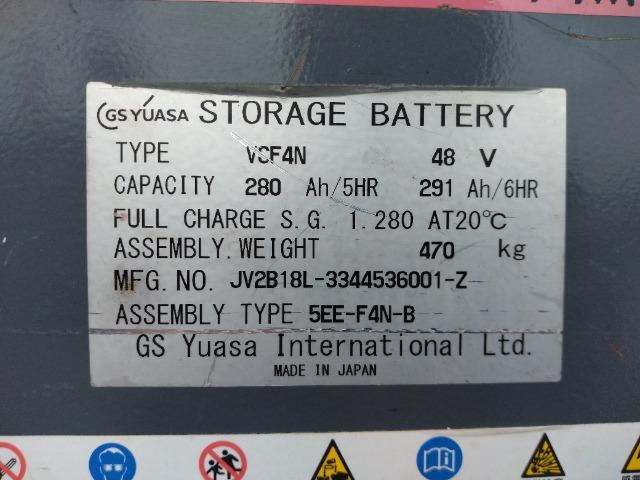 GS YUASA STORAGE BATTERY
TYPE VCF4N 48 V
CAPACITY 280 Ah/5HR 291 Ah/6HR
FULL CHARGE S.G. 1.280 AT20℃
ASSEMBLY.WEIGHT 470 kg
MFG.NO. JV2B18L-3344536001-Z
ASSEMBLY TYPE 5EE-F4N-B
GS Yuasa International Ltd.
MADE IN JAPAN